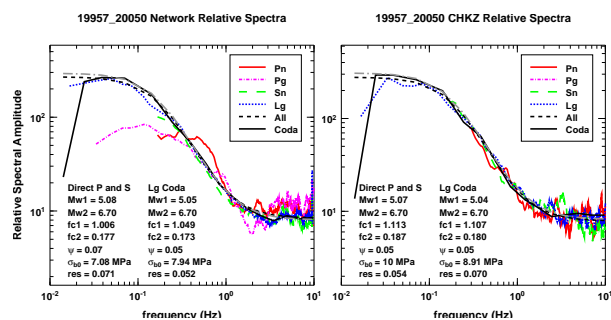 19957_20050 Network Relative Spectra
19957_20050 CHKZ Relative Spectra
Relative Spectral Amplitude
10²
10¹
Pn
Pg
Sn
Lg
All
Coda
Direct P and S
Mw1 = 5.08
Mw2 = 6.70
fc1 = 1.006
fc2 = 0.177
ψ = 0.07
σb0 = 7.08 MPa
res = 0.071
Lg Coda
Mw1 = 5.05
Mw2 = 6.70
fc1 = 1.049
fc2 = 0.173
ψ = 0.05
σb0 = 7.94 MPa
res = 0.052
10⁻² 10⁻¹ 10⁰ 10¹
frequency (Hz)
10²
10¹
Pn
Pg
Sn
Lg
All
Coda
Direct P and S
Mw1 = 5.07
Mw2 = 6.70
fc1 = 1.113
fc2 = 0.187
ψ = 0.05
σb0 = 10 MPa
res = 0.054
Lg Coda
Mw1 = 5.04
Mw2 = 6.70
fc1 = 1.107
fc2 = 0.180
ψ = 0.05
σb0 = 8.91 MPa
res = 0.070
10⁻² 10⁻¹ 10⁰ 10¹
frequency (Hz)